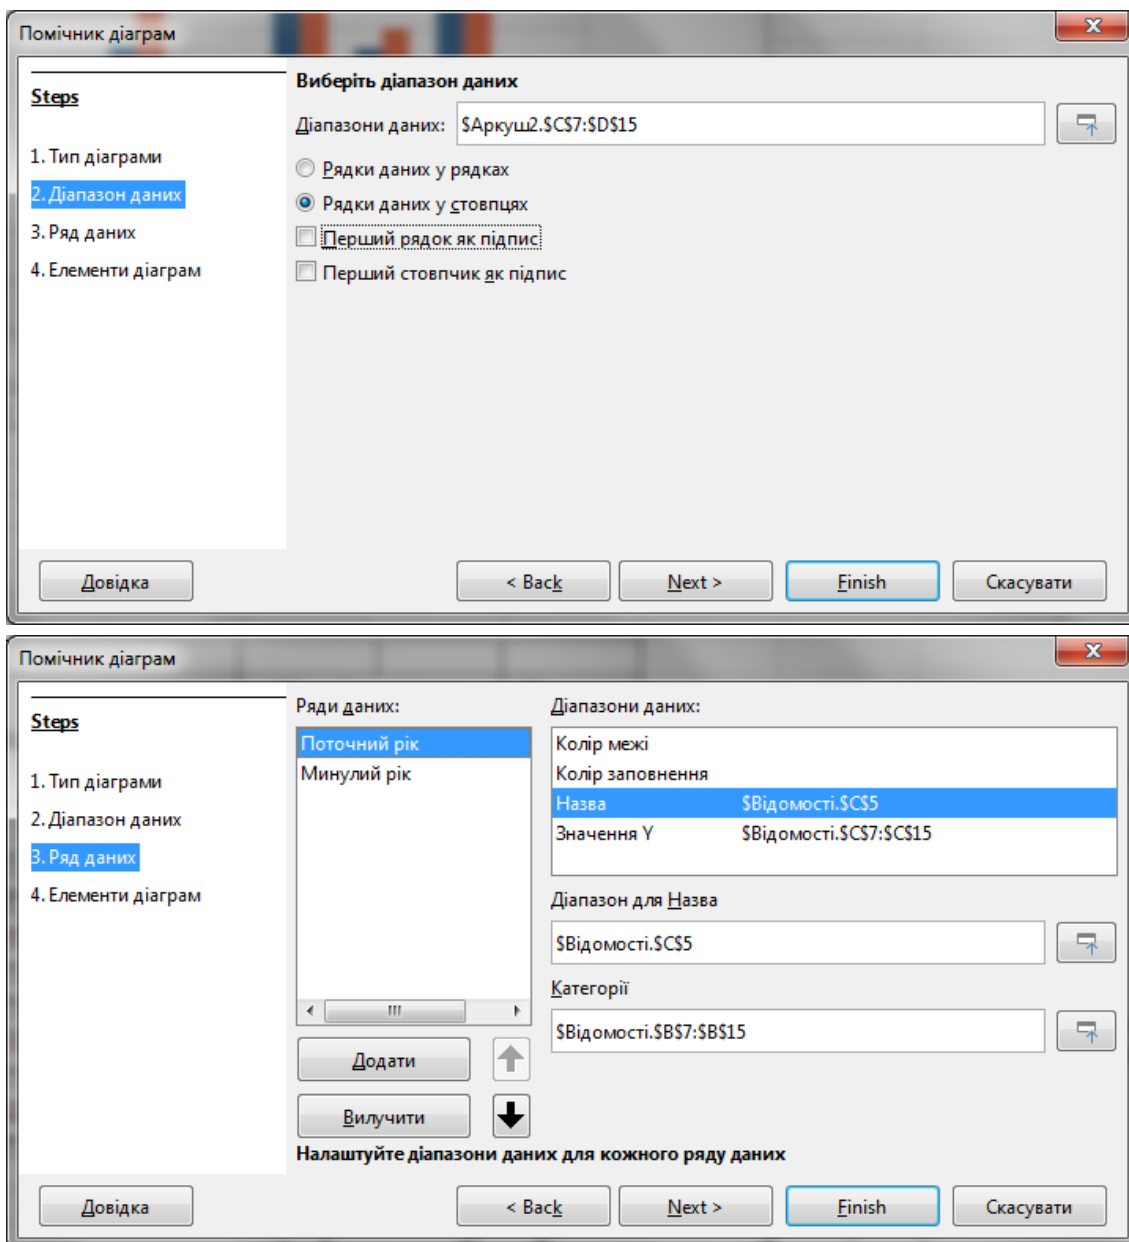 Помічник діаграм
Steps
1. Тип діаграми
2. Діапазон даних
3. Ряд даних
4. Елементи діаграм
Виберіть діапазон даних
Діапазони даних: $Аркуш2.$C$7:$D$15
Рядки даних у рядках
Рядки даних у стовпцях
Перший рядок як підпис
Перший стовпчик як підпис
Довідка
< Back
Next >
Finish
Скасувати
Помічник діаграм
Steps
1. Тип діаграми
2. Діапазон даних
3. Ряд даних
4. Елементи діаграм
Ряди даних:
Поточний рік
Минулий рік
Додати
Вилучити
Діапазони даних:
Колір межі
Колір заповнення
Назва $Відомості.$C$5
Значення Y $Відомості.$C$7:$C$15
Діапазон для Назва
$Відомості.$C$5
Категорії
$Відомості.$B$7:$B$15
Налаштуйте діапазони даних для кожного ряду даних
Довідка
< Back
Next >
Finish
Скасувати